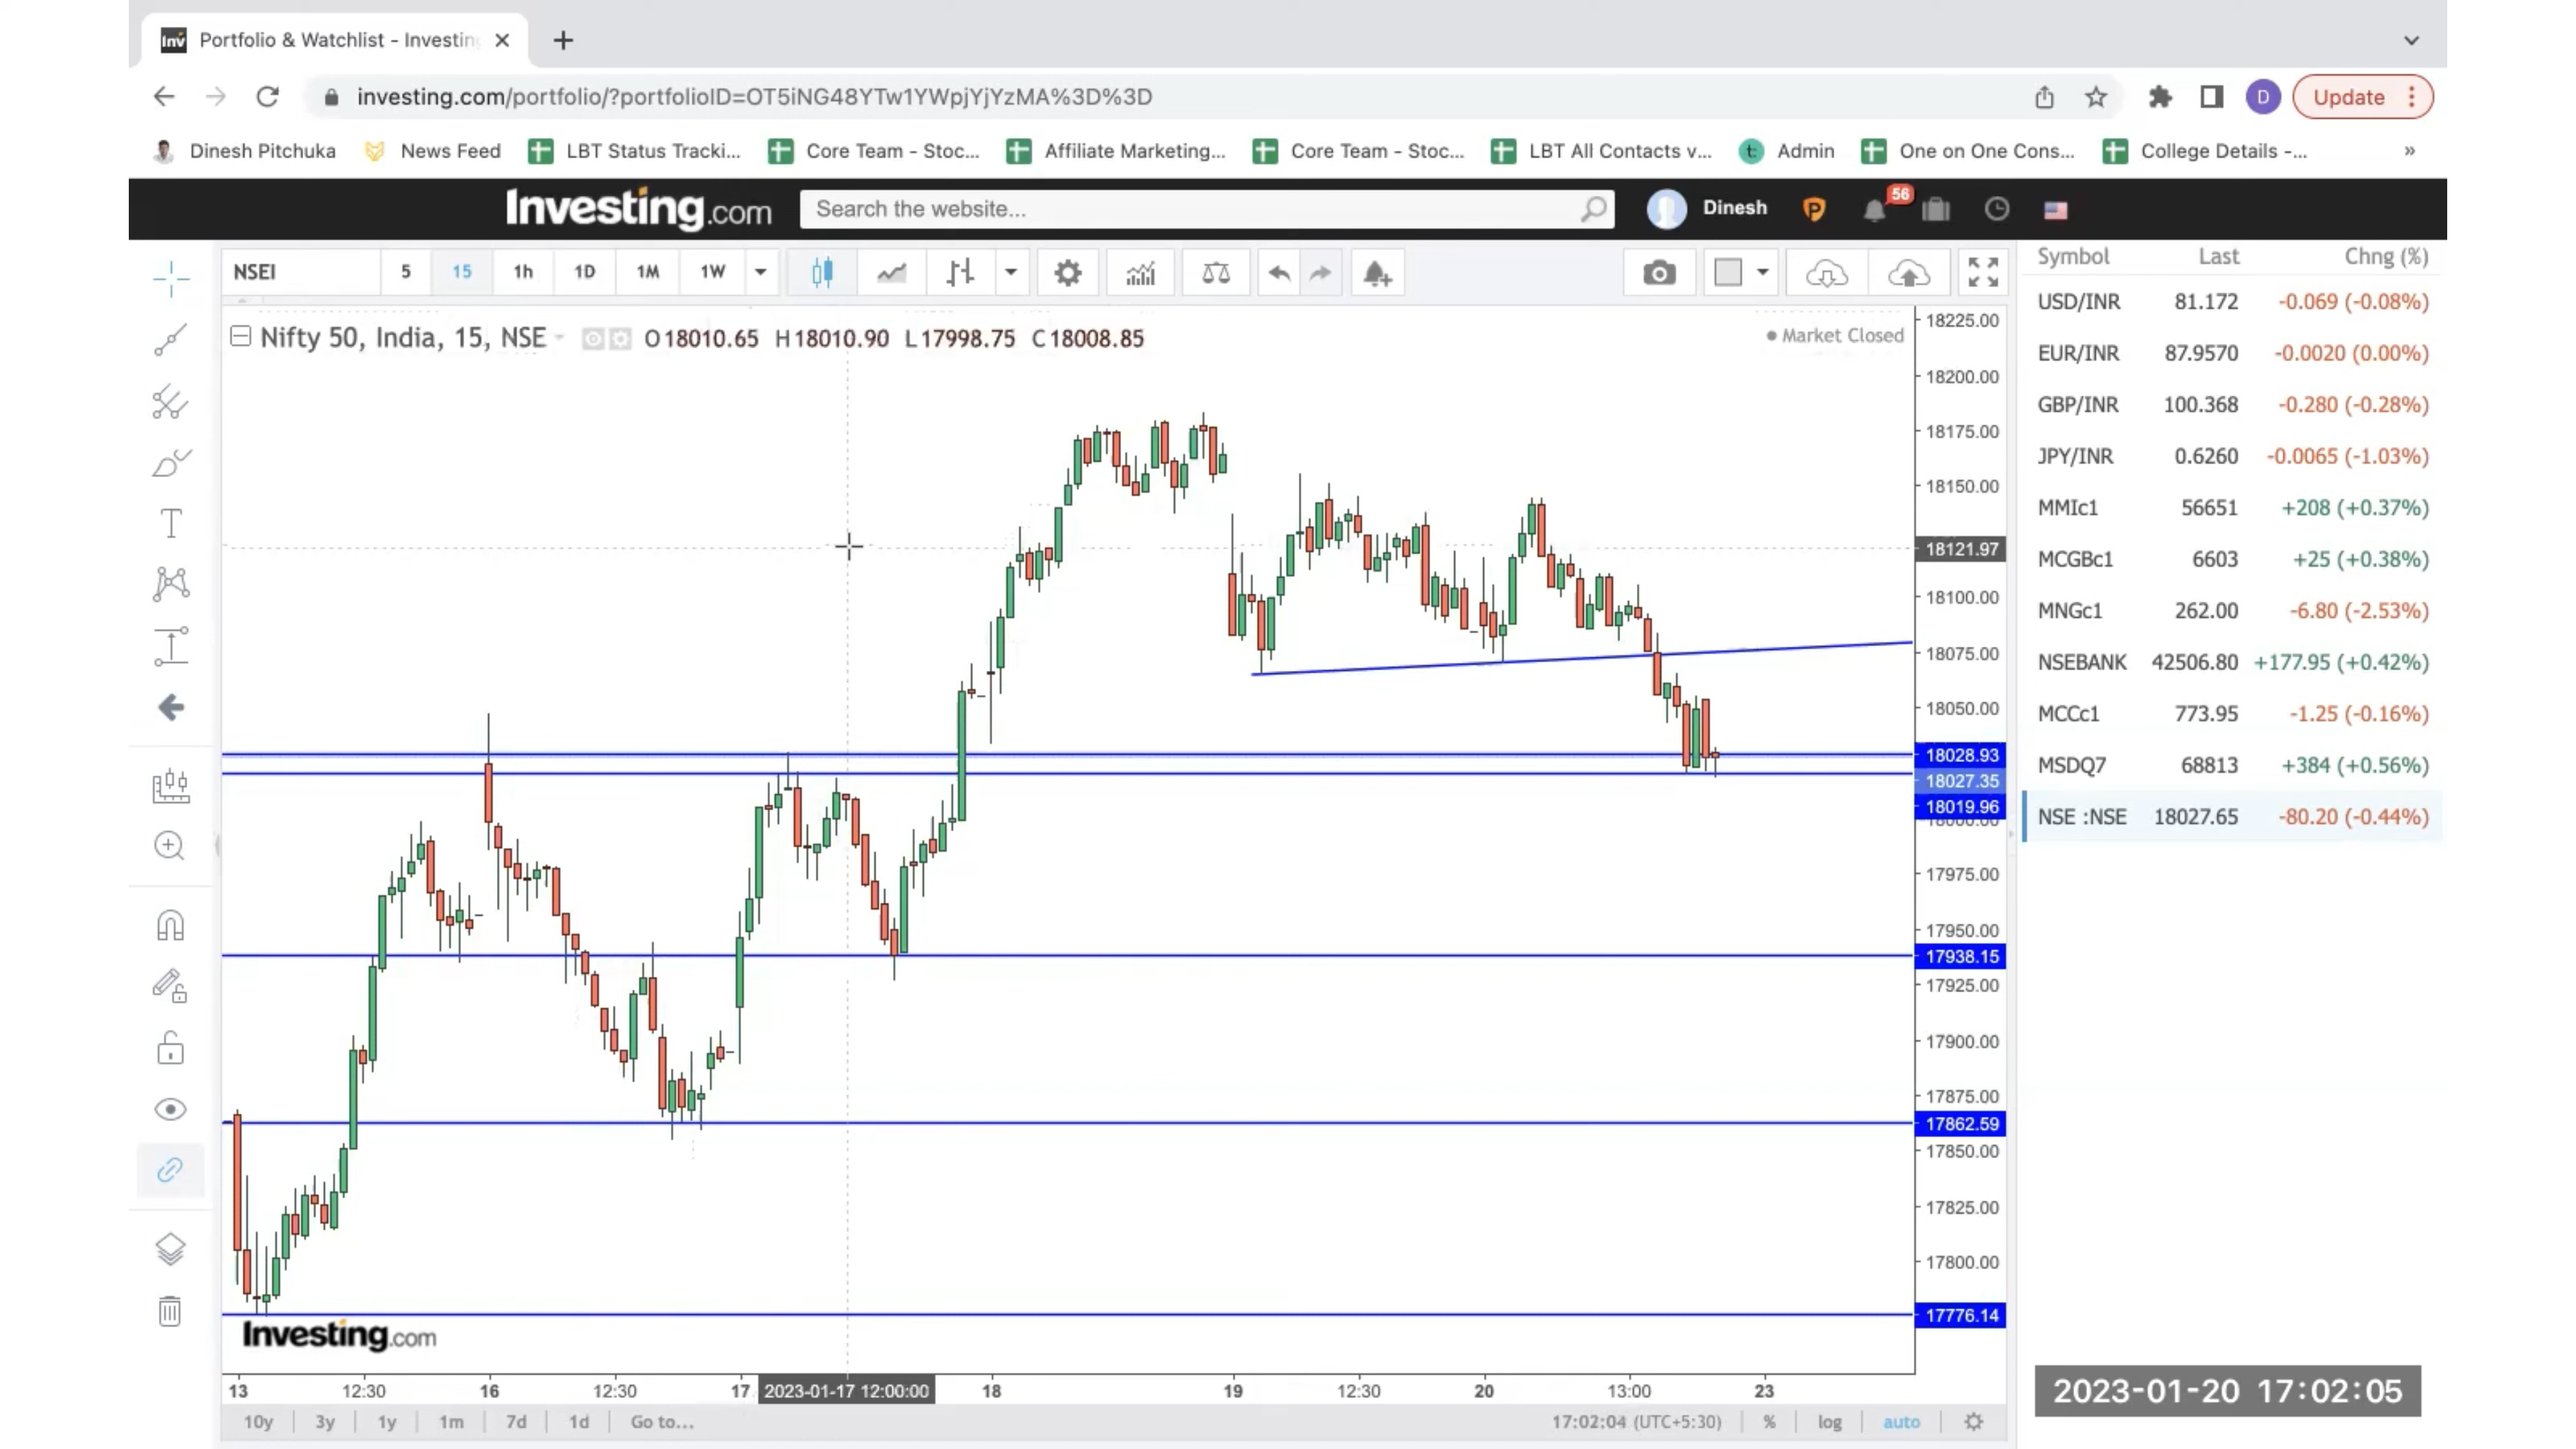 Portfolio & Watchlist - Investin
investing.com/portfolio/?portfolioID=OT5iNG48YTw1YWpjYjYzMA%3D%3D
D
Update
Dinesh Pitchuka News Feed LBT Status Tracki... Core Team - Stoc... Affiliate Marketing... Core Team - Stoc... LBT All Contacts v... Admin One on One Cons... College Details -... »
Investing.com Search the website... Dinesh 56
NSEI 5 15 1h 1D 1M 1W
Nifty 50, India, 15, NSE O18010.65 H18010.90 L17998.75 C18008.85
Market Closed
18225.00
18200.00
18175.00
18150.00
18121.97
18100.00
18075.00
18050.00
18028.93
18027.35
18019.96
17975.00
17950.00
17938.15
17925.00
17900.00
17875.00
17862.59
17850.00
17825.00
17800.00
17776.14
Investing.com
13 12:30 16 12:30 17 2023-01-17 12:00:00 18 19 12:30 20 13:00 23
10y 3y 1y 1m 7d 1d Go to... 17:02:04 (UTC+5:30) % log auto
Symbol Last Chng (%)
USD/INR 81.172 -0.069 (-0.08%)
EUR/INR 87.9570 -0.0020 (0.00%)
GBP/INR 100.368 -0.280 (-0.28%)
JPY/INR 0.6260 -0.0065 (-1.03%)
MMIc1 56651 +208 (+0.37%)
MCGBc1 6603 +25 (+0.38%)
MNGc1 262.00 -6.80 (-2.53%)
NSEBANK 42506.80 +177.95 (+0.42%)
MCCc1 773.95 -1.25 (-0.16%)
MSDQ7 68813 +384 (+0.56%)
NSE :NSE 18027.65 -80.20 (-0.44%)
2023-01-20 17:02:05